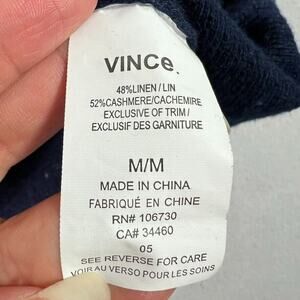 VINCe.
48%LINEN/LIN
52%CASHMERE/CACHEMIRE
EXCLUSIVE OF TRIM/
EXCLUSIF DES GARNITURE
M/M
MADE IN CHINA
FABRIQUÉ EN CHINE
RN# 106730
CA# 34460
05
SEE REVERSE FOR CARE
VOIR AU VERSO POUR LES SOINS